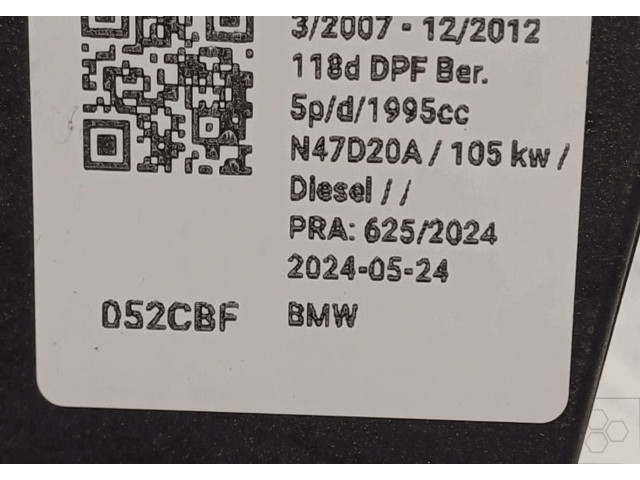 3/2007 - 12/2012
118d DPF Ber.
5p/d/1995cc
N47D20A / 105 kw /
Diesel / /
PRA: 625/2024
2024-05-24
052CBF BMW